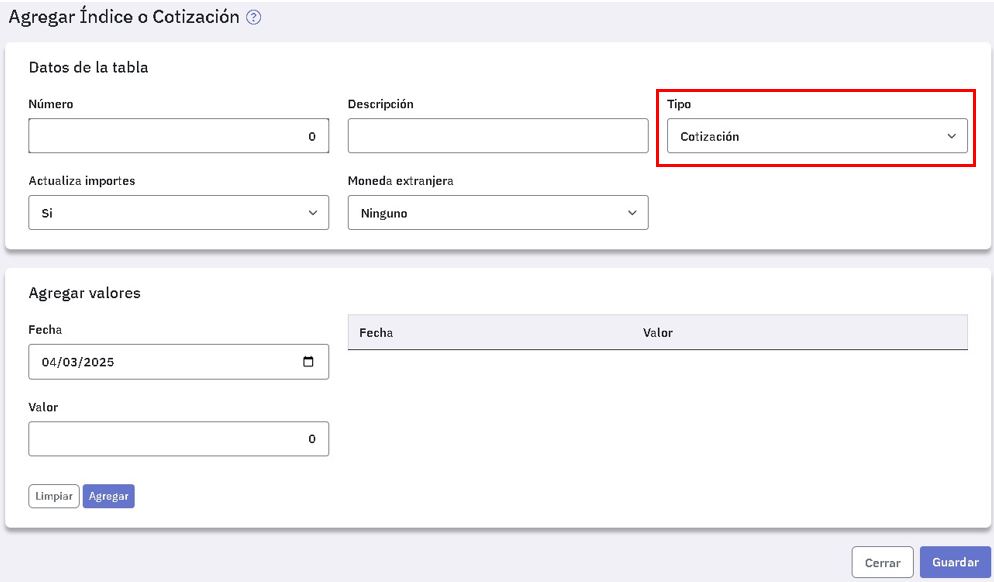 Agregar Índice o Cotización ?
Datos de la tabla
Número Descripción Tipo
0 Cotización
Actualiza importes Moneda extranjera
Si Ninguno
Agregar valores
Fecha
04/03/2025
Fecha Valor
Valor
0
Limpiar Agregar
Cerrar Guardar